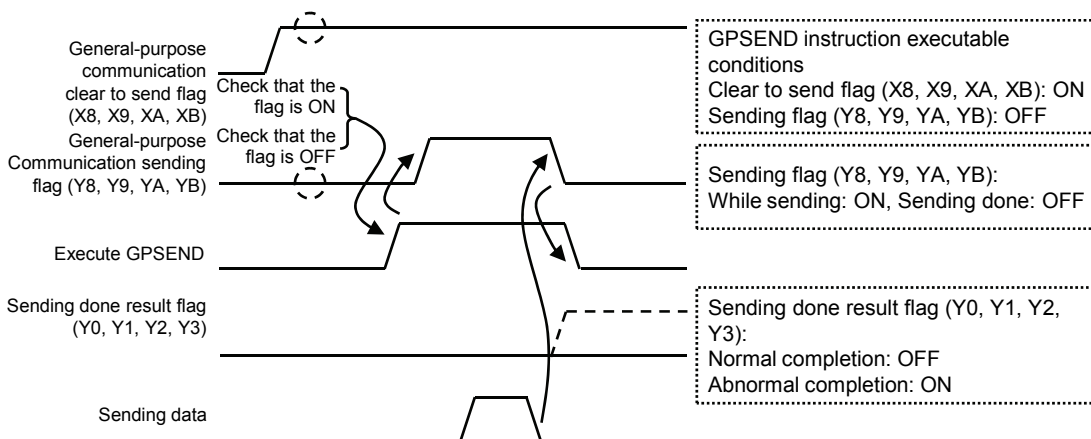 General-purpose
communication
clear to send flag
(X8, X9, XA, XB)
General-purpose
Communication sending
flag (Y8, Y9, YA, YB)
Check that the
flag is ON
Check that the
flag is OFF
Execute GPSEND
Sending done result flag
(Y0, Y1, Y2, Y3)
Sending data
GPSEND instruction executable
conditions
Clear to send flag (X8, X9, XA, XB): ON
Sending flag (Y8, Y9, YA, YB): OFF
Sending flag (Y8, Y9, YA, YB):
While sending: ON, Sending done: OFF
Sending done result flag (Y0, Y1, Y2,
Y3):
Normal completion: OFF
Abnormal completion: ON